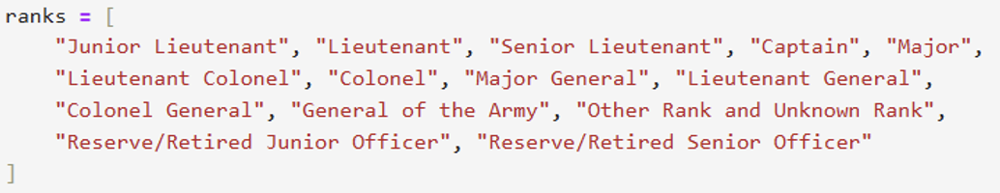 ranks = [
    "Junior Lieutenant", "Lieutenant", "Senior Lieutenant", "Captain", "Major",
    "Lieutenant Colonel", "Colonel", "Major General", "Lieutenant General",
    "Colonel General", "General of the Army", "Other Rank and Unknown Rank",
    "Reserve/Retired Junior Officer", "Reserve/Retired Senior Officer"
]